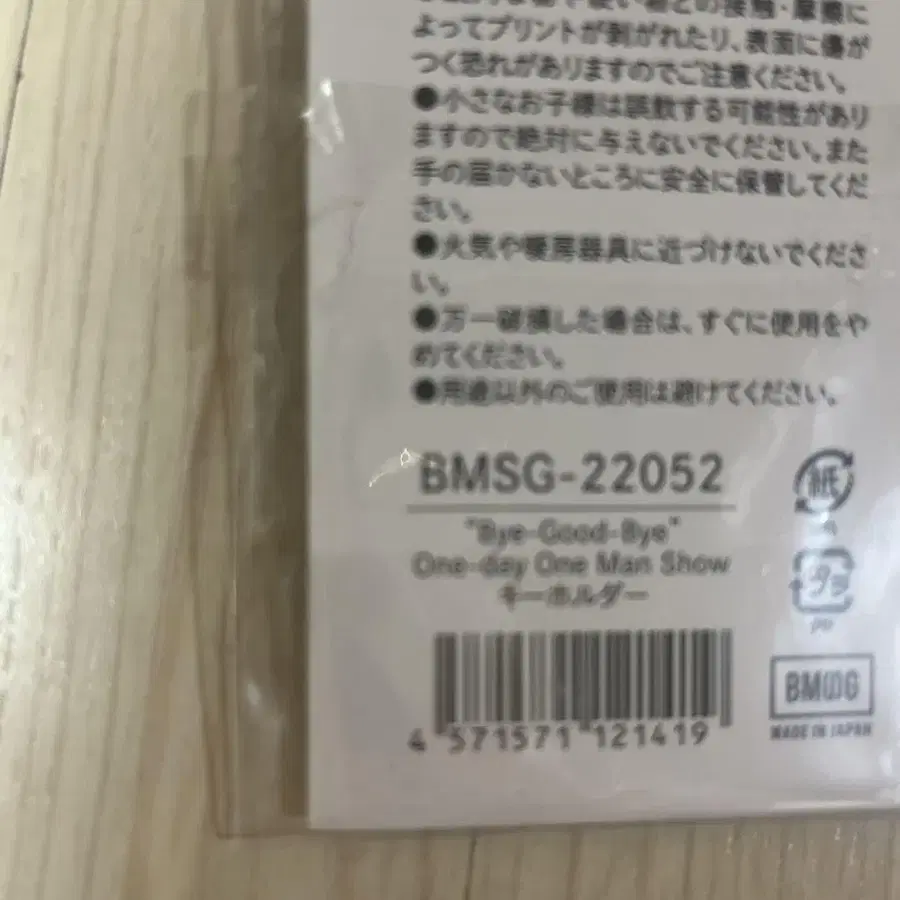 よってプリントが剥がれたり、表面に傷が
つく恐れがありますのでご注意ください。
●小さなお子様は誤飲する可能性があり
ますので絶対に与えないでください。また
手の届かないところに安全に保管してくだ
さい。
●火気や暖房器具に近づけないでくださ
い。
●万一破損した場合は、すぐに使用をや
めてください。
●用途以外のご使用は避けてください。
BMSG-22052
"Bye-Good-Bye"
One-day One Man Show
キーホルダー
4 571571 121419
紙
プラ
PP
BMSG
MADE IN JAPAN